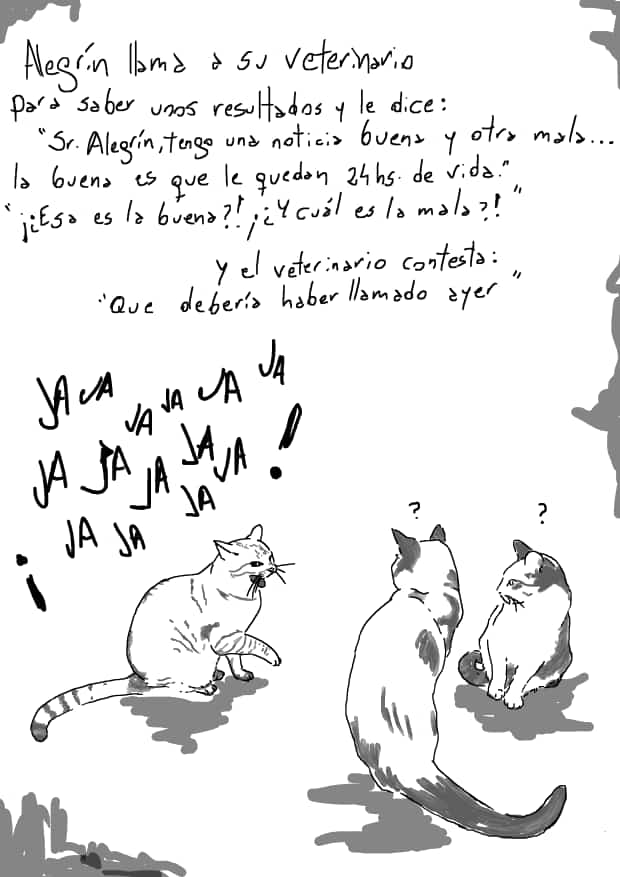 Alegrín llama a su veterinario
para saber unos resultados y le dice:
"Sr. Alegrín, tengo una noticia buena y otra mala...
la buena es que le quedan 24hs. de vida."
"¡¿Esa es la buena?! ¡¿Y cuál es la mala?!"
Y el veterinario contesta:
"Que debería haber llamado ayer"
JA JA JA JA JA JA
JA JA JA JA JA !
¡ JA JA JA
? ?